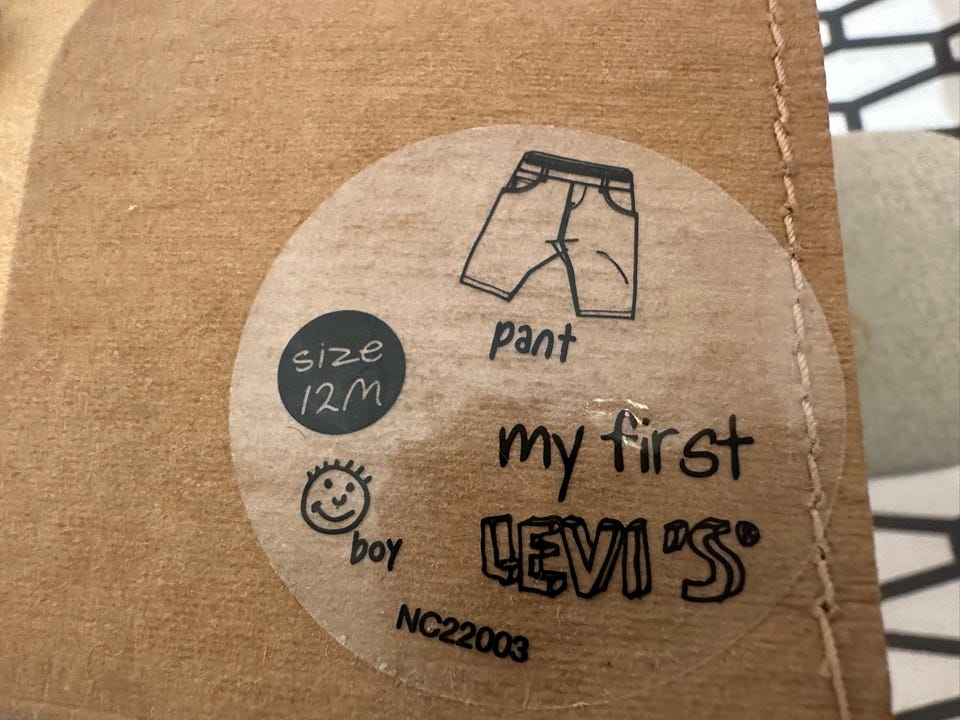 pant
size
12M
my first
LEVI'S®
boy
NC22003